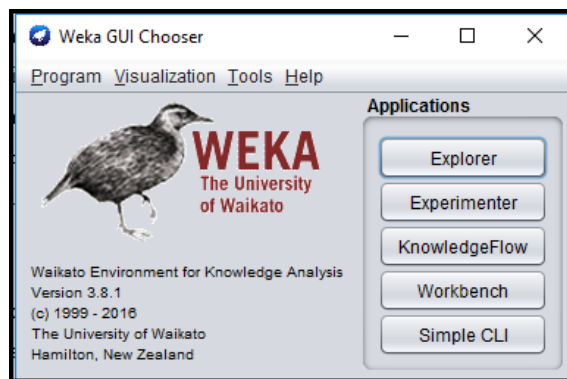 Weka GUI Chooser
Program Visualization Tools Help
WEKA
The University
of Waikato
Waikato Environment for Knowledge Analysis
Version 3.8.1
(c) 1999 - 2016
The University of Waikato
Hamilton, New Zealand
Applications
Explorer
Experimenter
KnowledgeFlow
Workbench
Simple CLI